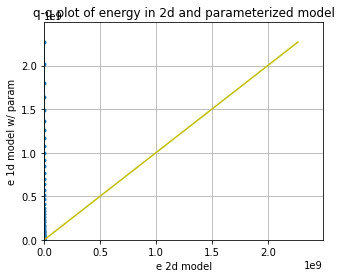 q-q plot of energy in 2d and parameterized model
1e9
2.0
1.5
1.0
0.5
0.0
e 1d model w/ param
0.0 0.5 1.0 1.5 2.0
1e9
e 2d model